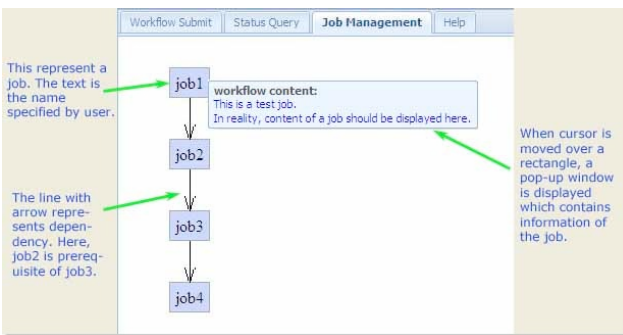 Workflow Submit Status Query Job Management Help
This represent a
job. The text is
the name
specified by user.
job1
workflow content:
This is a test job.
In reality, content of a job should be displayed here.
job2
When cursor is
moved over a
rectangle, a
pop-up window
is displayed
which contains
information of
the job.
The line with
arrow repre-
sents depen-
dency. Here,
job2 is prereq-
uisite of job3.
job3
job4